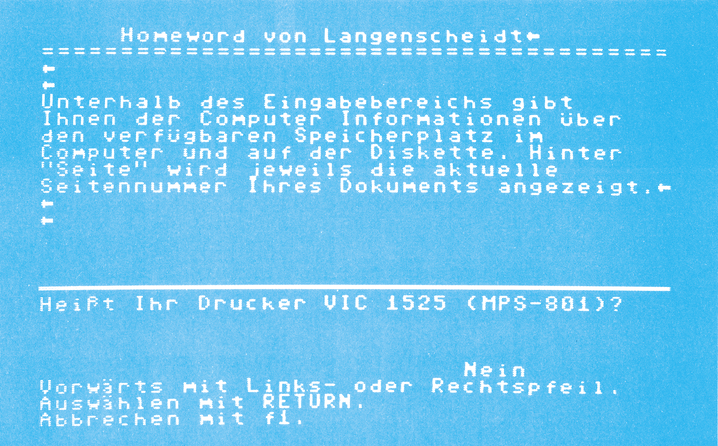 Homeword von Langenscheidt←
========================================
←
←
Unterhalb des Eingabebereichs gibt
Ihnen der Computer Informationen über
den verfügbaren Speicherplatz im
Computer und auf der Diskette. Hinter
"Seite" wird jeweils die aktuelle
Seitennummer Ihres Dokuments angezeigt.←
←
←
Heißt Ihr Drucker VIC 1525 (MPS-801)?
Nein
Vorwärts mit Links- oder Rechtspfeil.
Auswählen mit RETURN.
Abbrechen mit f1.